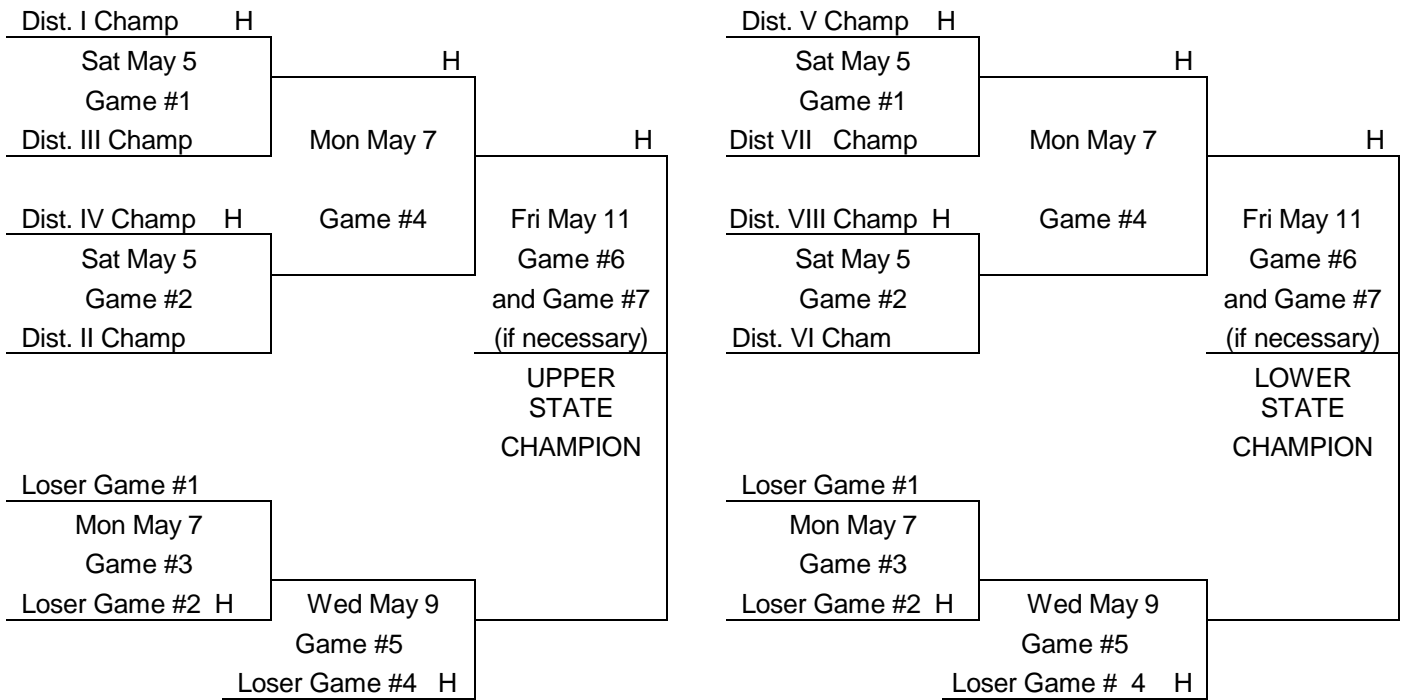 Dist. I Champ H
Sat May 5
H
Game #1
Dist. III Champ
Mon May 7
H
Dist. IV Champ H
Game #4
Fri May 11
Sat May 5
Game #6
Game #2
and Game #7
Dist. II Champ
(if necessary)
UPPER
STATE
CHAMPION
Loser Game #1
Mon May 7
Game #3
Loser Game #2 H
Wed May 9
Game #5
Loser Game #4 H
Dist. V Champ H
Sat May 5
H
Game #1
Dist VII Champ
Mon May 7
H
Dist. VIII Champ H
Game #4
Fri May 11
Sat May 5
Game #6
Game #2
and Game #7
Dist. VI Cham
(if necessary)
LOWER
STATE
CHAMPION
Loser Game #1
Mon May 7
Game #3
Loser Game #2 H
Wed May 9
Game #5
Loser Game # 4 H